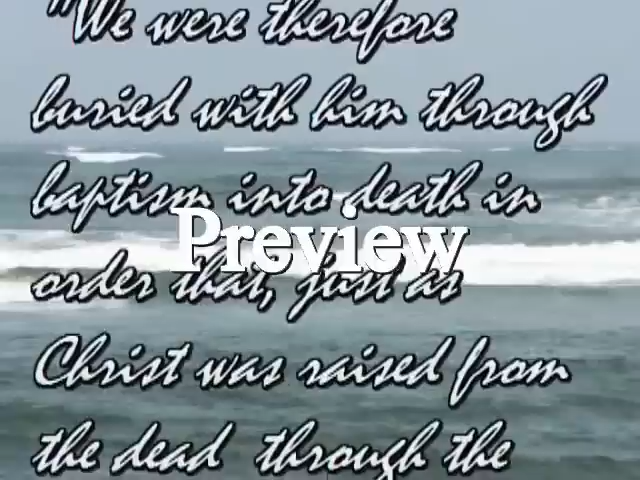 "We were therefore
buried with him through
baptism into death in
Preview
order that, just as
Christ was raised from
the dead through the